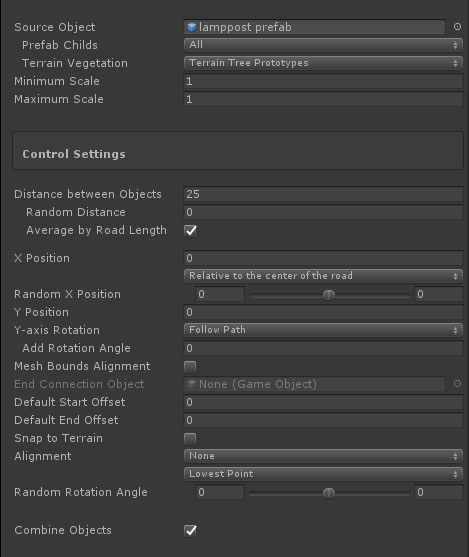 Source Object lamppost prefab
Prefab Childs All
Terrain Vegetation Terrain Tree Prototypes
Minimum Scale 1
Maximum Scale 1
Control Settings
Distance between Objects 25
Random Distance 0
Average by Road Length
X Position 0
Relative to the center of the road
Random X Position 0 0
Y Position 0
Y-axis Rotation Follow Path
Add Rotation Angle 0
Mesh Bounds Alignment
End Connection Object None (Game Object)
Default Start Offset 0
Default End Offset 0
Snap to Terrain
Alignment None
Lowest Point
Random Rotation Angle 0 0
Combine Objects